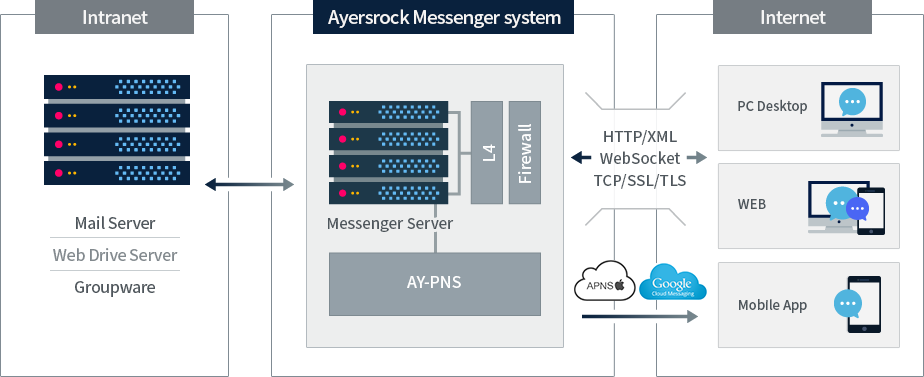 Intranet
Ayersrock Messenger system
Internet
Mail Server
Web Drive Server
Groupware
Messenger Server
L4
Firewall
AY-PNS
HTTP/XML
WebSocket
TCP/SSL/TLS
APNS
Google
Cloud Messaging
PC Desktop
WEB
Mobile App